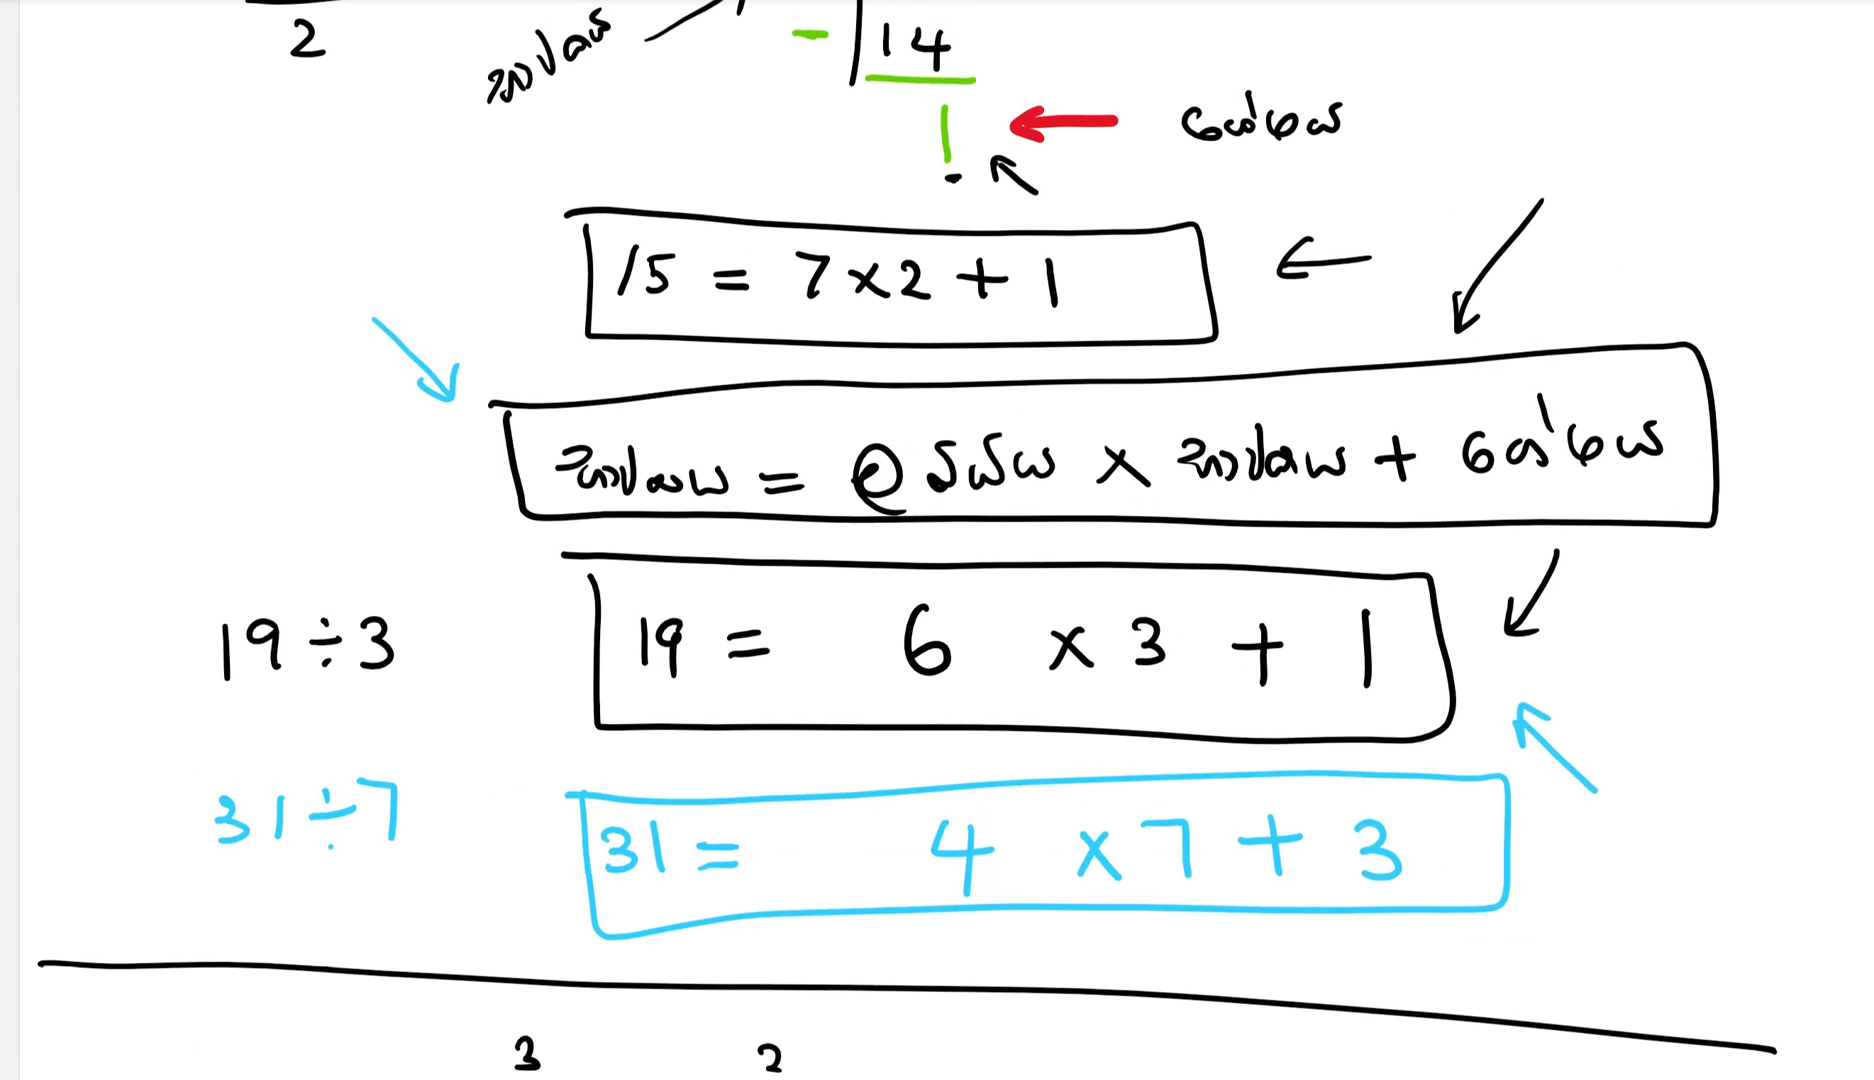 2
භාජකය
- 14
1
ශේෂය
15 = 7 × 2 + 1
භාජ්‍යය = ලබ්ධිය × භාජකය + ශේෂය
19 ÷ 3
19 = 6 × 3 + 1
31 ÷ 7
31 = 4 × 7 + 3
3 2